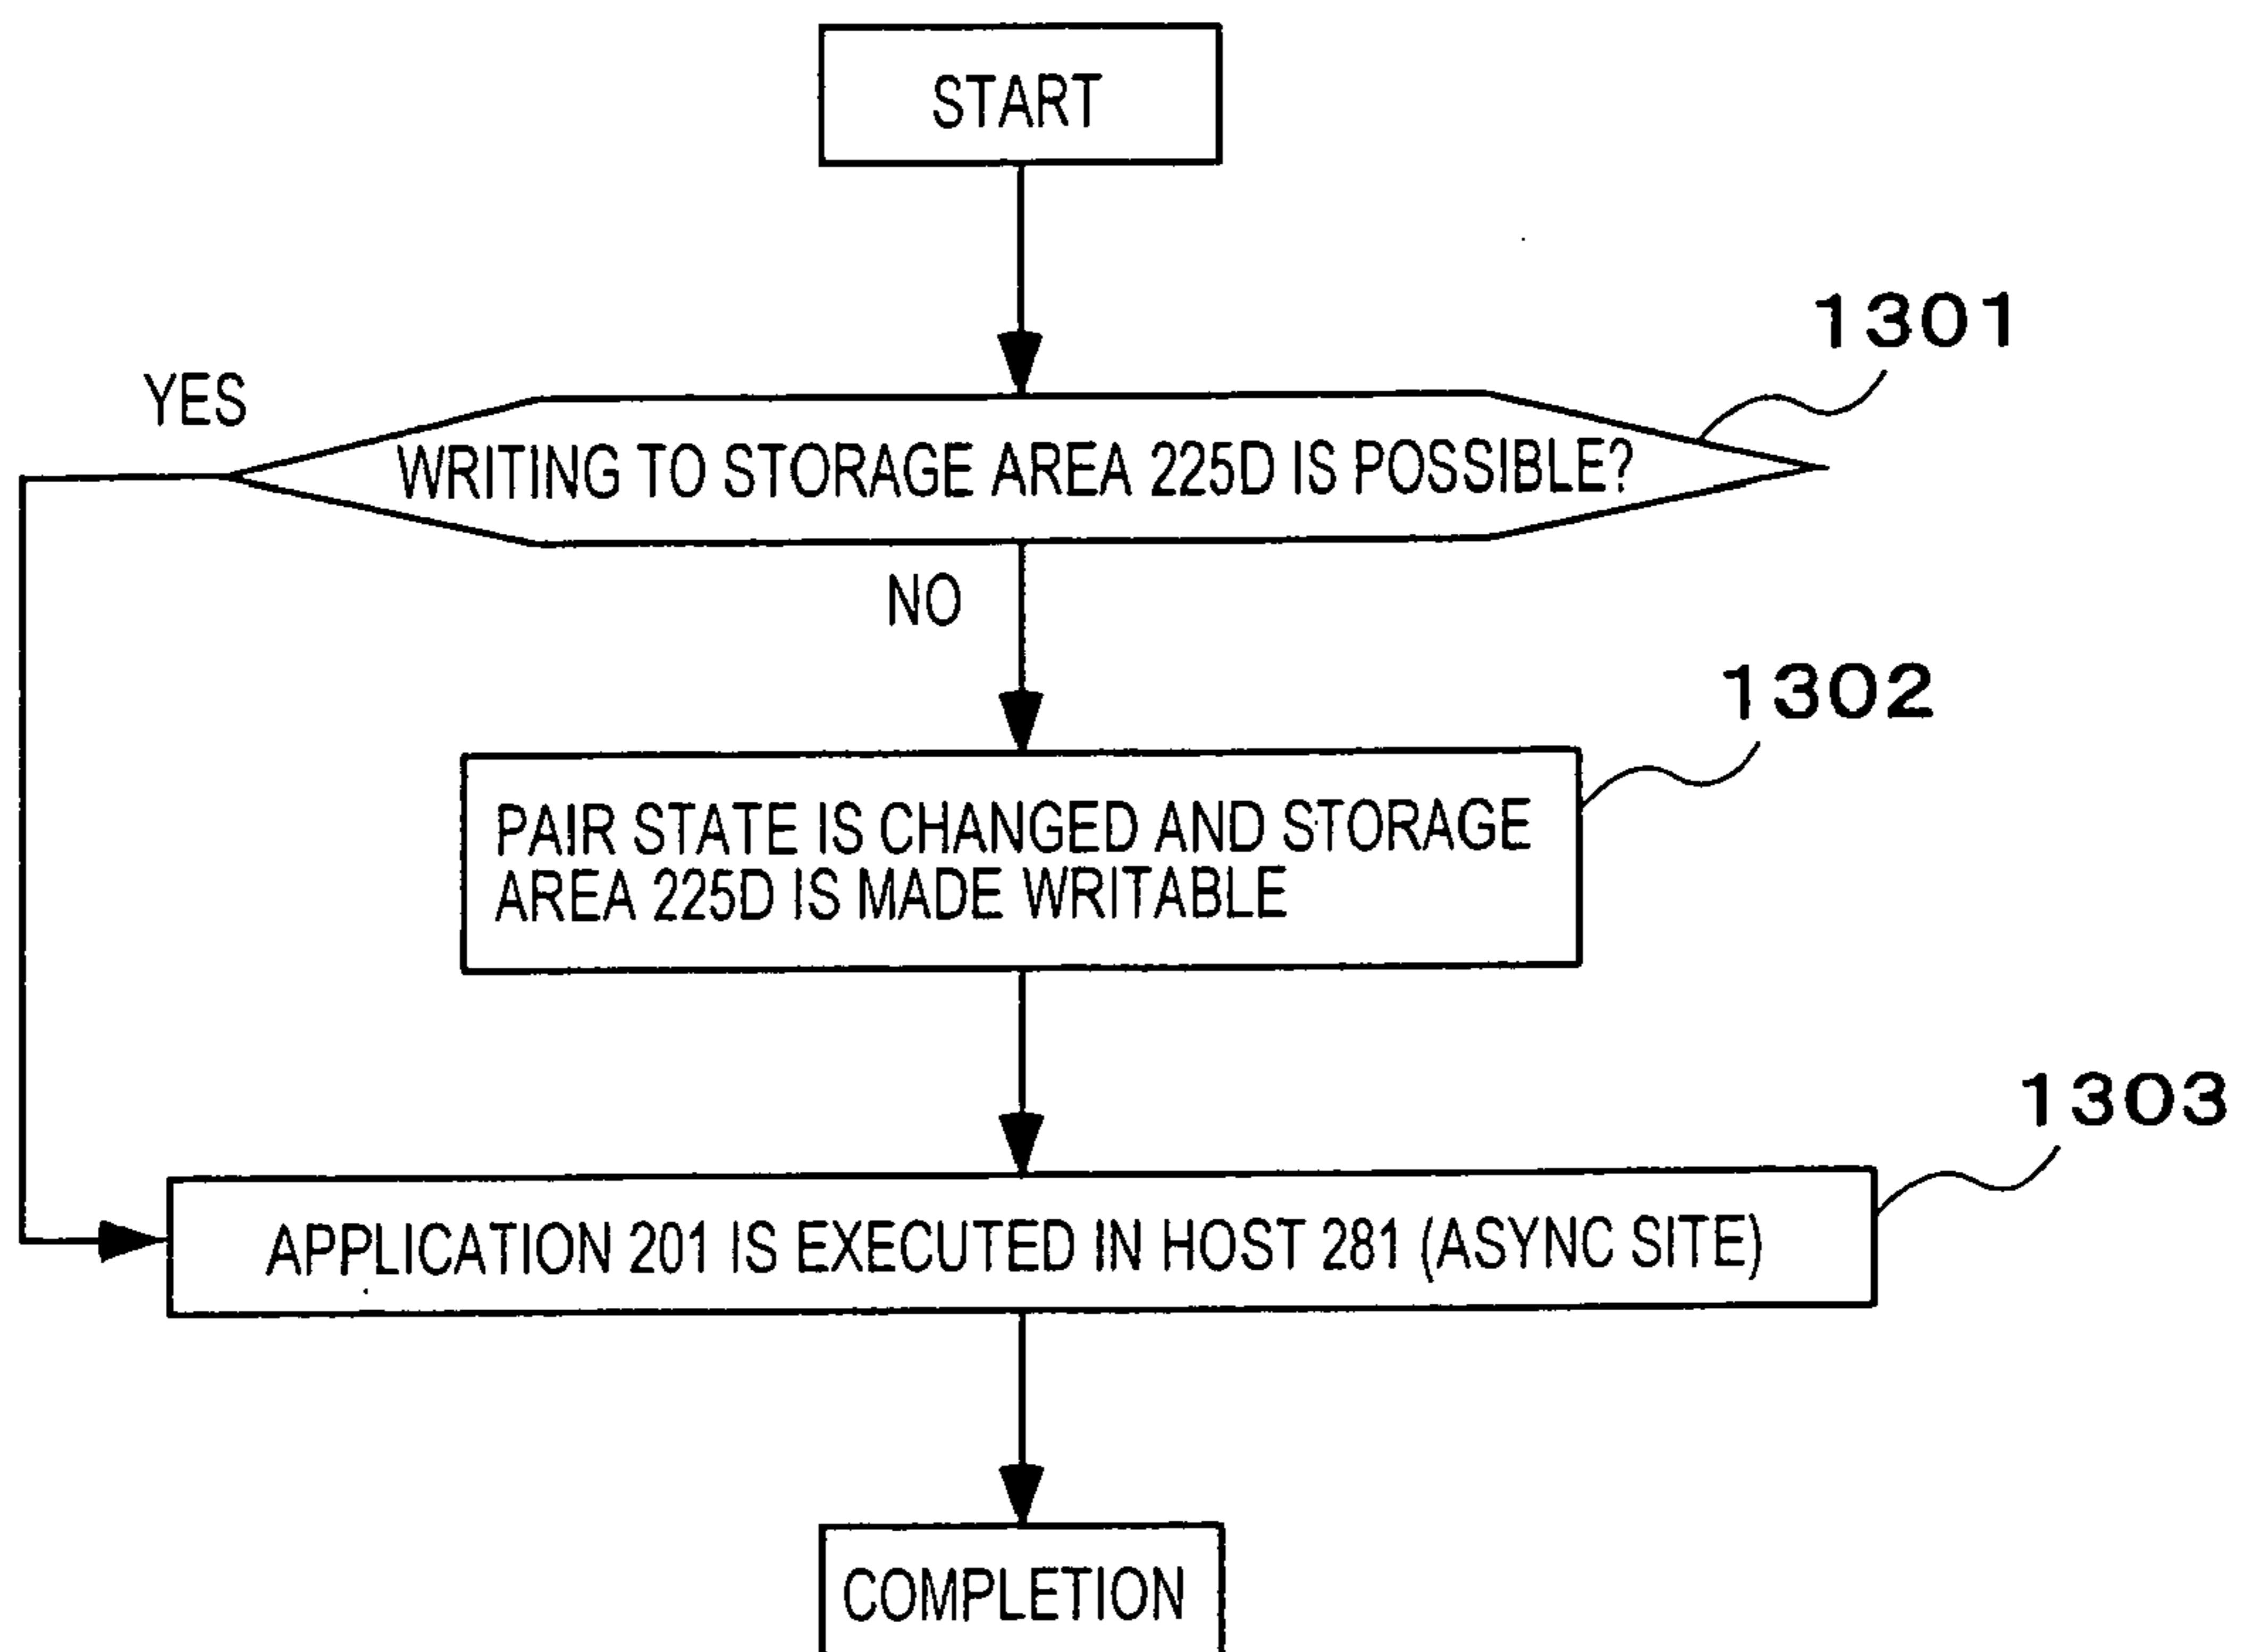 START
1301
YES
WRITING TO STORAGE AREA 225D IS POSSIBLE?
NO
1302
PAIR STATE IS CHANGED AND STORAGE
AREA 225D IS MADE WRITABLE
1303
APPLICATION 201 IS EXECUTED IN HOST 281 (ASYNC SITE)
COMPLETION